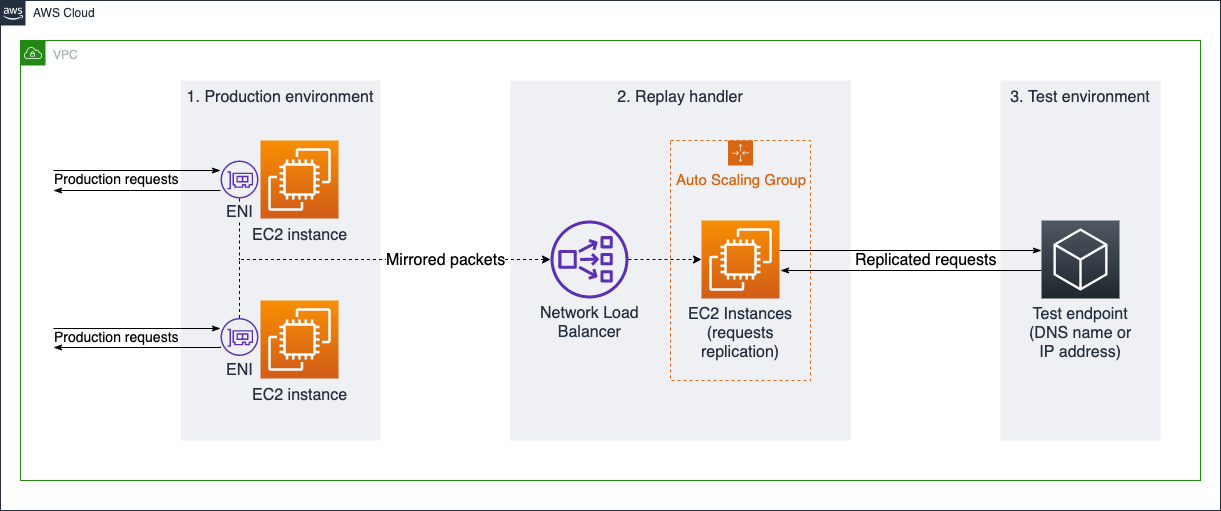 aws
AWS Cloud
VPC
1. Production environment
Production requests
ENI
EC2 instance
Production requests
ENI
EC2 instance
Mirrored packets
2. Replay handler
Network Load
Balancer
Auto Scaling Group
EC2 Instances
(requests
replication)
Replicated requests
3. Test environment
Test endpoint
(DNS name or
IP address)